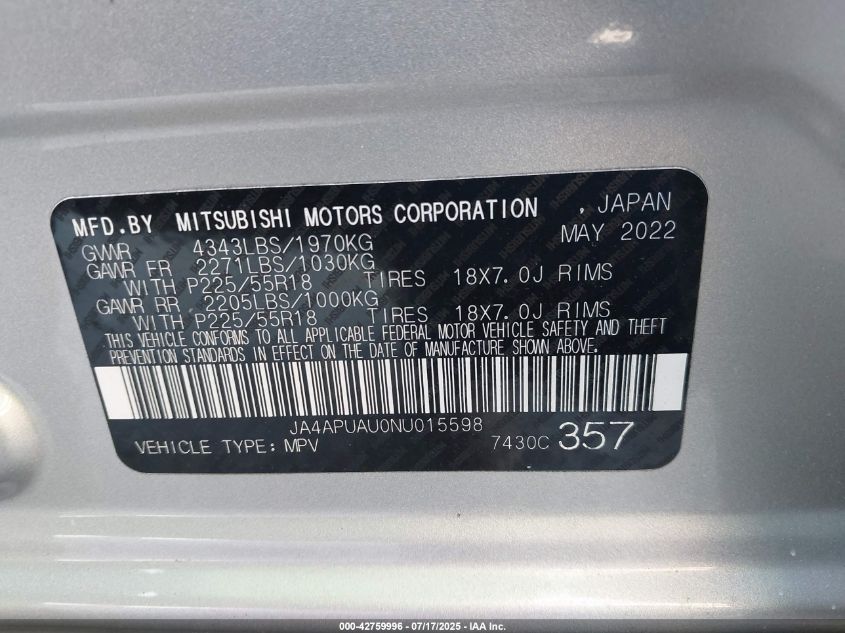 MFD.BY MITSUBISHI MOTORS CORPORATION , JAPAN
GWVR 4343LBS/1970KG MAY 2022
GAWR FR 2271LBS/1030KG
WITH P225/55R18 TIRES 18X7.0J RIMS
GAWR RR 2205LBS/1000KG
WITH P225/55R18 TIRES 18X7.0J RIMS
THIS VEHICLE CONFORMS TO ALL APPLICABLE FEDERAL MOTOR VEHICLE SAFETY AND THEFT
PREVENTION STANDARDS IN EFFECT ON THE DATE OF MANUFACTURE SHOWN ABOVE.
JA4APUAU0NU015598
VEHICLE TYPE: MPV 7430C 357
000-42759996 - 07/17/2025 - IAA Inc.